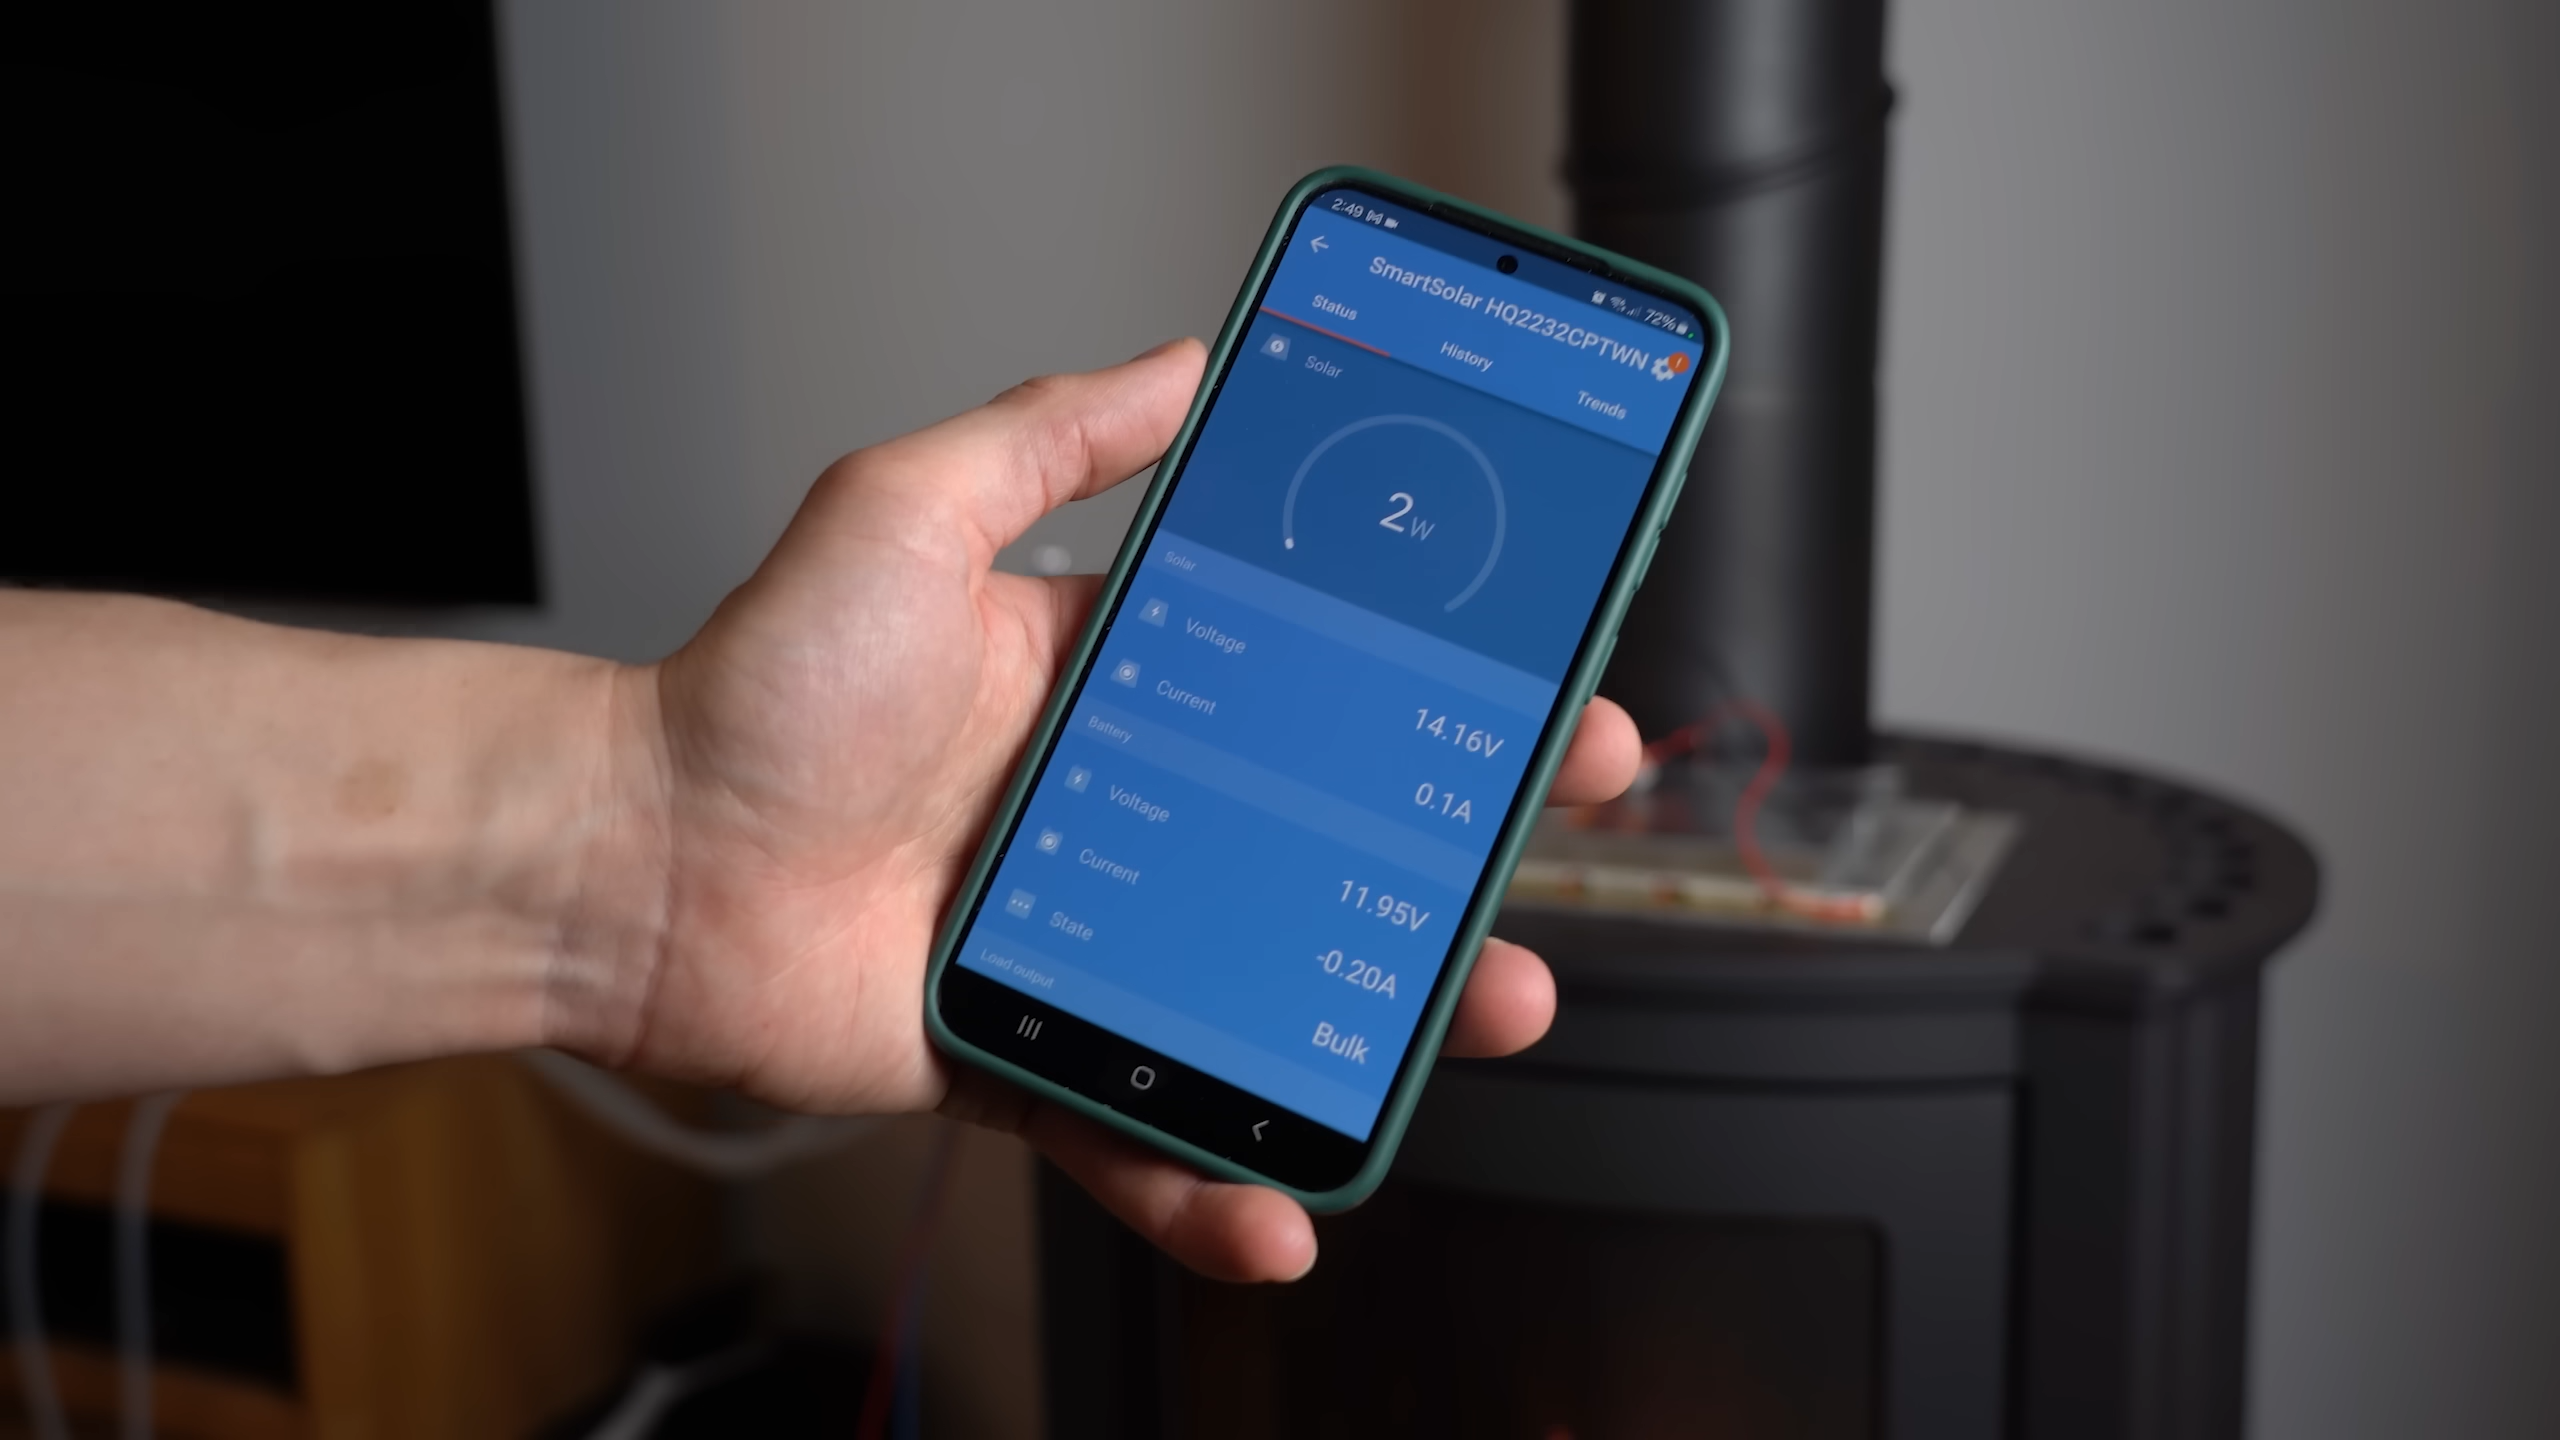 2:49
72%
SmartSolar HQ2232CPTWN
Status
History
Trends
Solar
2W
Solar
Voltage
14.16V
Current
0.1A
Battery
Voltage
11.95V
Current
-0.20A
State
Bulk
Load output